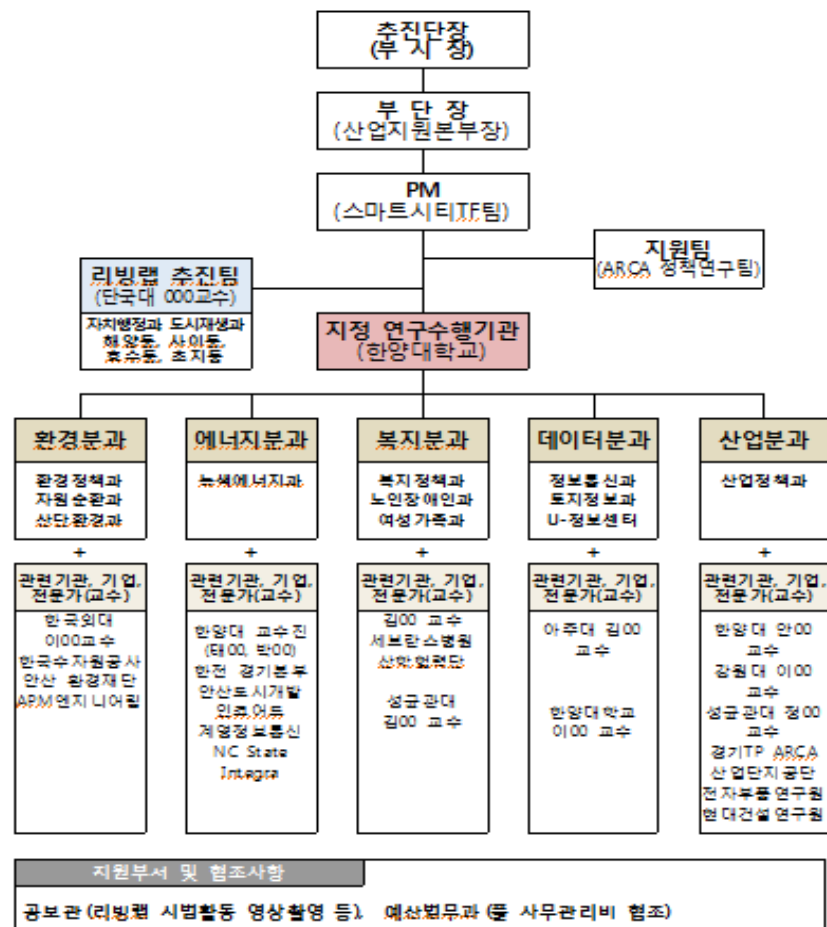 추진단장
(부 시 장)
부 단 장
(산업지원본부장)
PM
(스마트시티TF팀)
지원팀
(ARCA 정책연구팀)
리빙랩 추진팀
(단국대 000교수)
자치행정과 도시재생과
해양동, 사이동,
호수동, 초지동
지정 연구수행기관
(한양대학교)
환경분과
환경정책과
자원순환과
산단환경과
+
관련기관, 기업,
전문가(교수)
한국외대
이00교수
한국수자원공사
안산 환경재단
APM엔지니어링
에너지분과
녹색에너지과
+
관련기관, 기업,
전문가(교수)
한양대 교수진
(태00, 박00)
한전 경기본부
안산도시개발
인류어트
계영정보통신
NC State
Integra
복지분과
복지정책과
노인장애인과
여성가족과
+
관련기관, 기업,
전문가(교수)
김00 교수
세브란스병원
산학협력단
성균관대
김00 교수
데이터분과
정보통신과
토지정보과
U-정보센터
+
관련기관, 기업,
전문가(교수)
아주대 김00
교수
한양대학교
이00 교수
산업분과
산업정책과
+
관련기관, 기업,
전문가(교수)
한양대 안00
교수
강원대 이00
교수
성균관대 정00
교수
경기TP ARCA
산업단지공단
전자부품연구원
현대건설연구원
지원부서 및 협조사항
공보관 (리빙랩 시범활동 영상촬영 등), 예산법무과 (풀 사무관리비 협조)